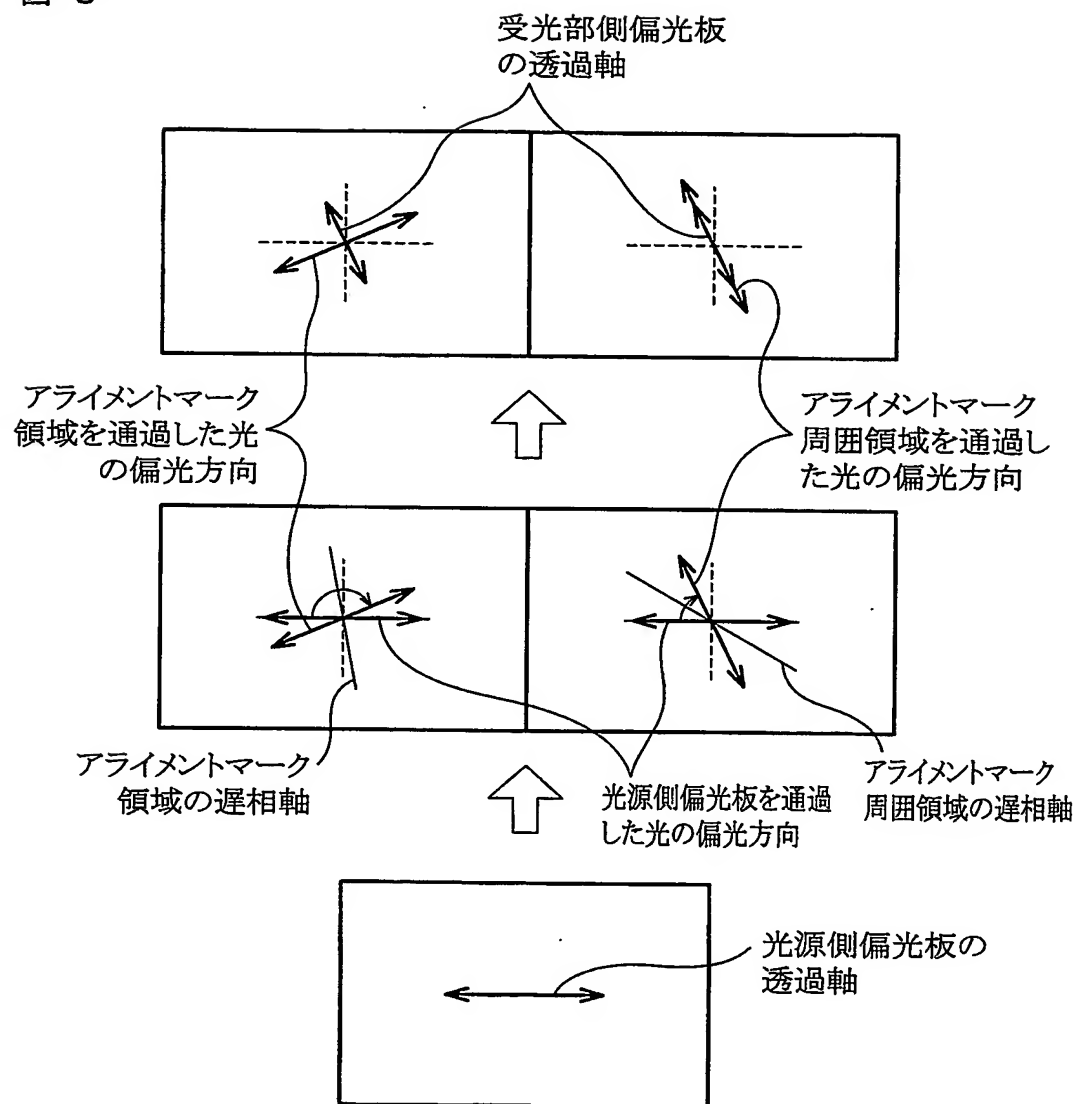 受光部側偏光板
の透過軸
アライメントマーク
領域を通過した光
の偏光方向
アライメントマーク
周囲領域を通過し
た光の偏光方向
アライメントマーク
領域の遅相軸
光源側偏光板を通過
した光の偏光方向
アライメントマーク
周囲領域の遅相軸
光源側偏光板の
透過軸